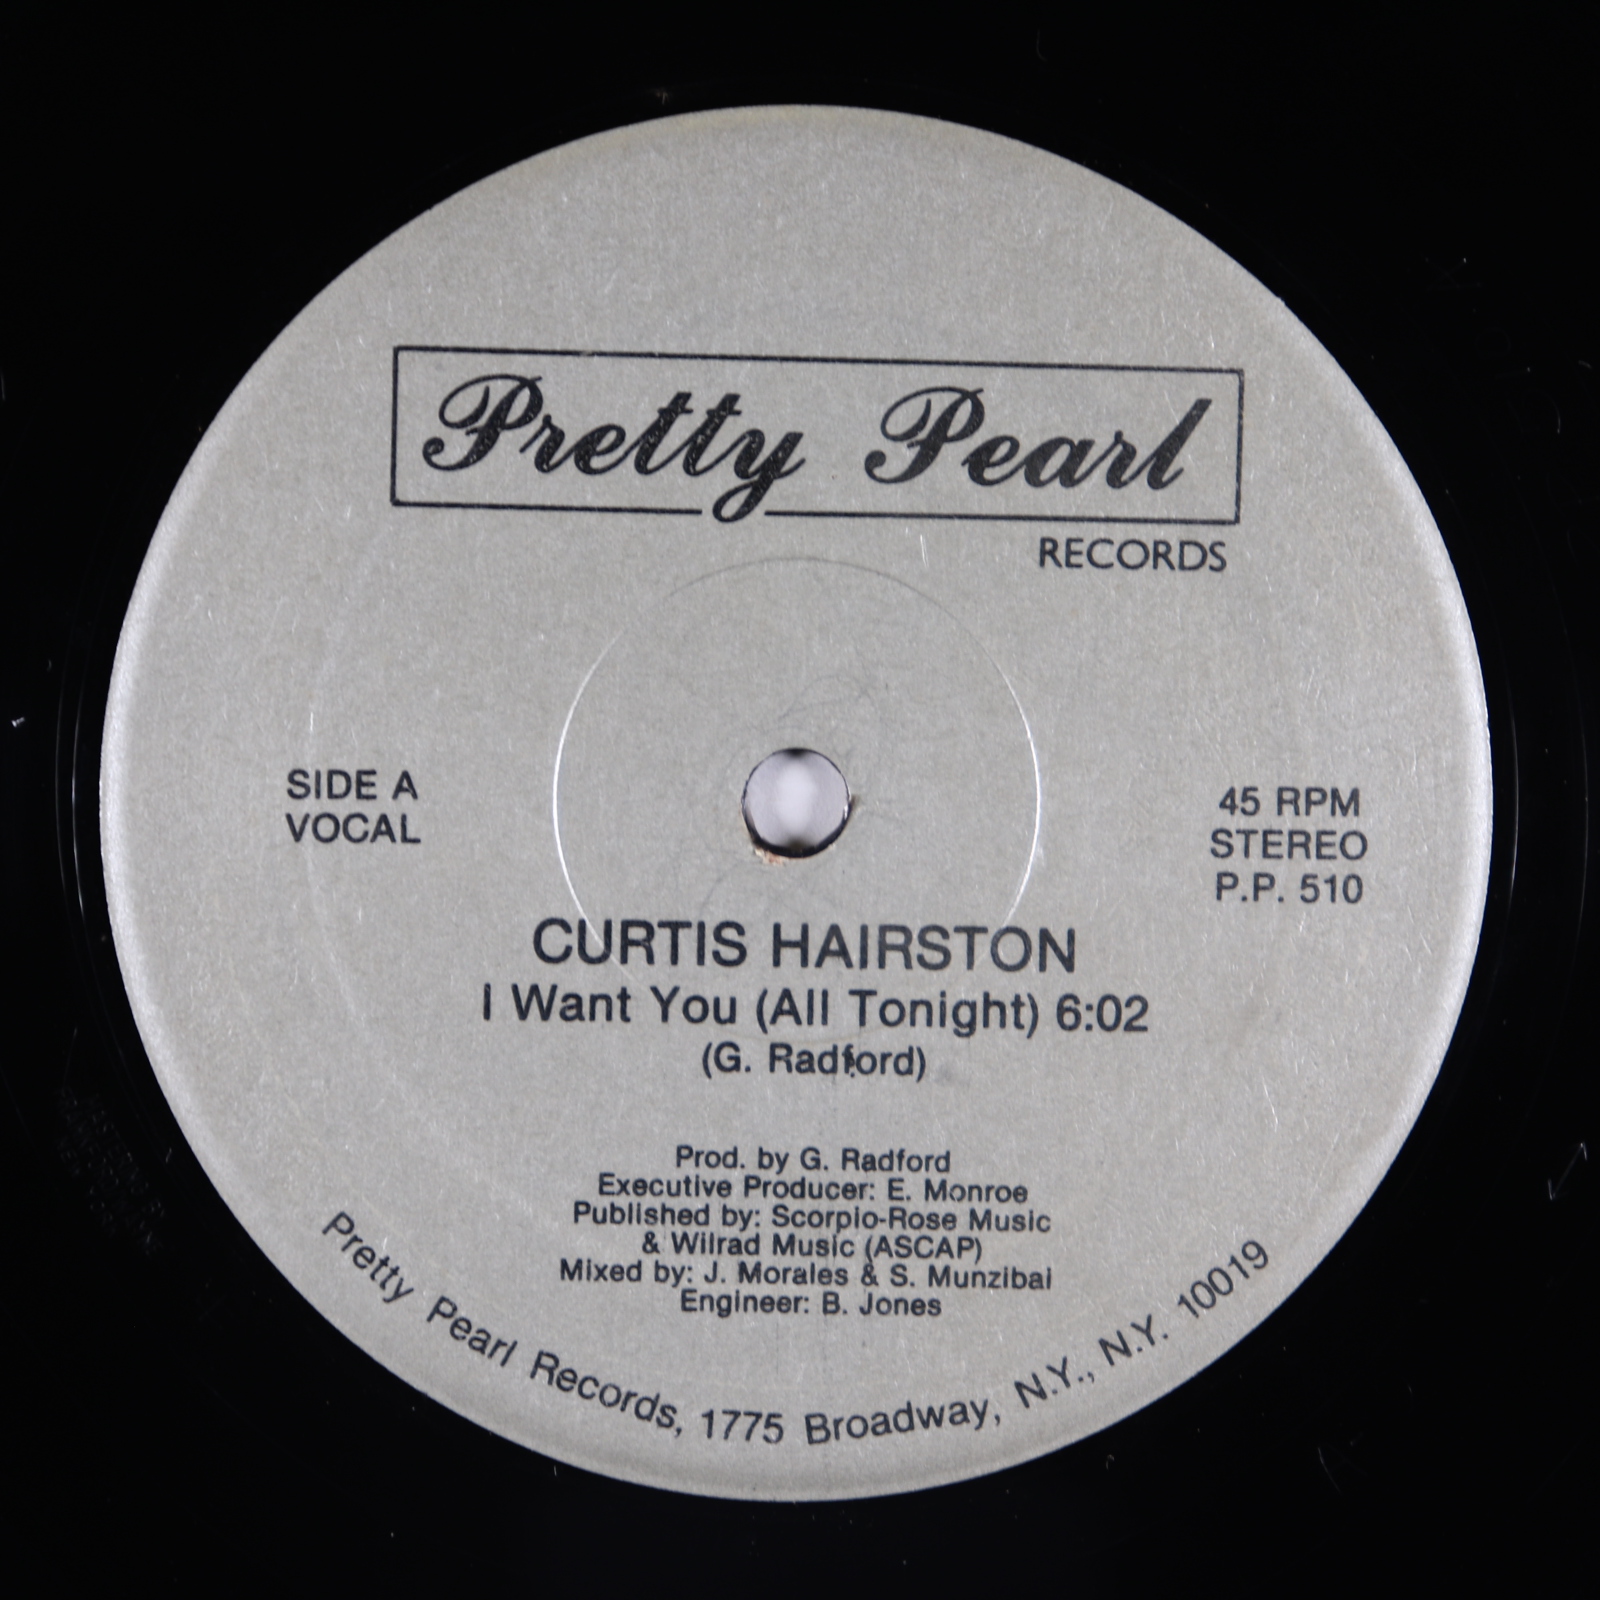 Pretty Pearl
RECORDS
SIDE A
VOCAL
45 RPM
STEREO
P.P. 510
CURTIS HAIRSTON
I Want You (All Tonight) 6:02
(G. Radford)
Prod. by G. Radford
Executive Producer: E. Monroe
Published by: Scorpio-Rose Music
& Wilrad Music (ASCAP)
Mixed by: J. Morales & S. Munzibai
Engineer: B. Jones
Pretty Pearl Records, 1775 Broadway, N.Y., N.Y. 10019